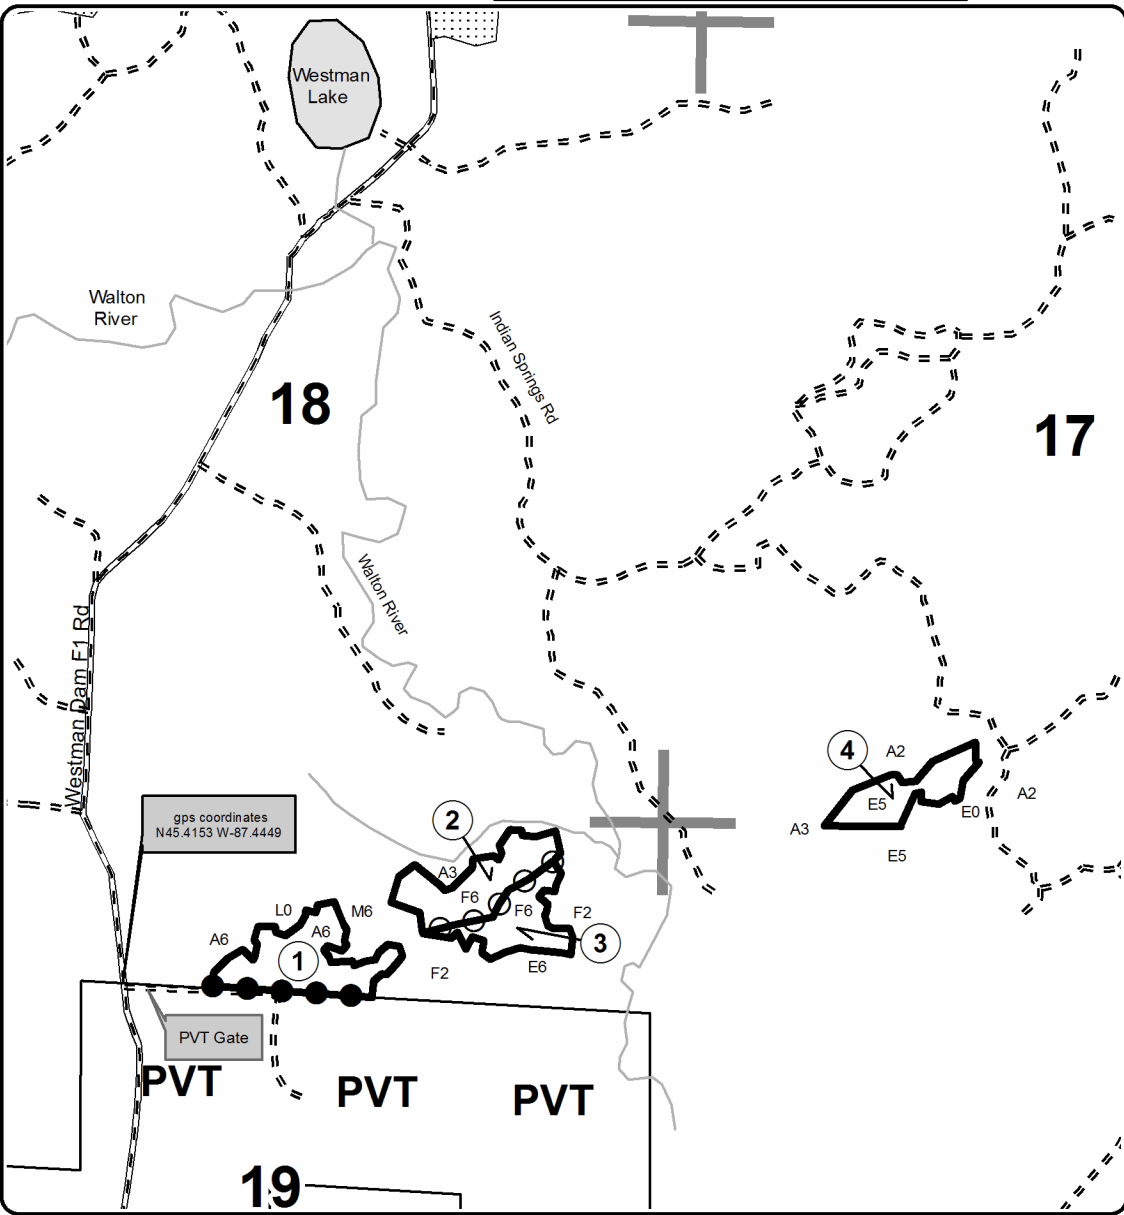 Westman
Lake
Walton
River
Indian Springs Rd
18
17
Walton River
Westman Dam F1 Rd
gps coordinates
N45.4153 W-87.4449
4
A2
E5
A2
E0
A3
E5
2
A3
F6
F6
F2
3
E6
F2
L0
M6
A6
A6
1
PVT Gate
PVT
PVT
PVT
19